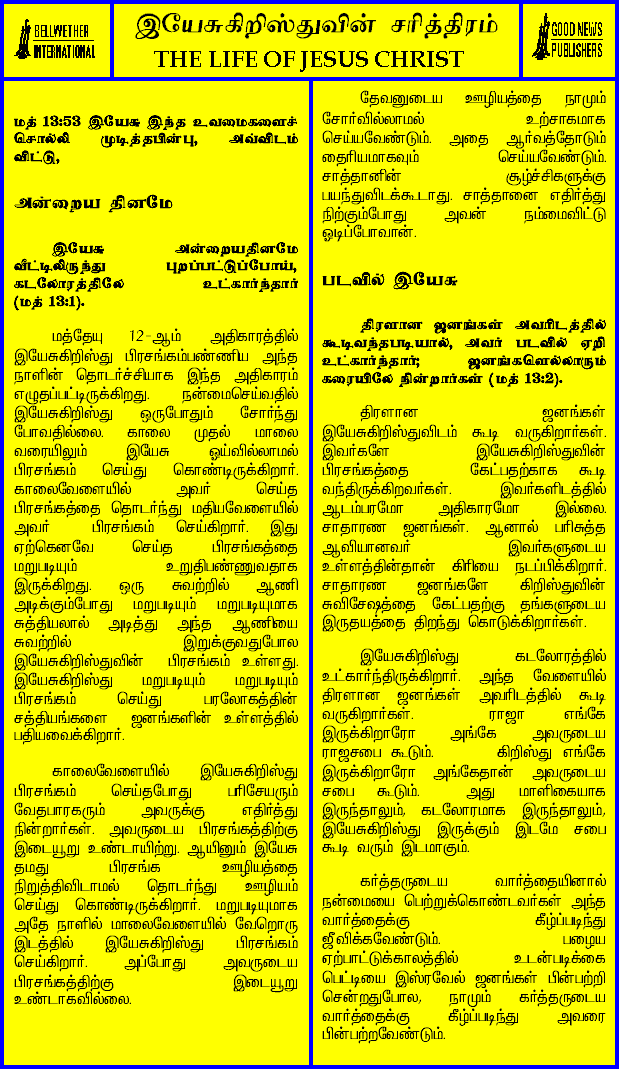 BELLWETHER
INTERNATIONAL
இயேசுகிறிஸ்துவின் சரித்திரம்
THE LIFE OF JESUS CHRIST
GOOD NEWS
PUBLISHERS
மத் 13:53 இயேசு இந்த உவமைகளைச்
சொல்லி முடித்தபின்பு, அவ்விடம்
விட்டு,
அன்றைய தினமே
இயேசு அன்றையதினமே
வீட்டிலிருந்து புறப்பட்டுப்போய்,
கடலோரத்திலே உட்கார்ந்தார்
(மத் 13:1).
மத்தேயு 12-ஆம் அதிகாரத்தில்
இயேசுகிறிஸ்து பிரசங்கம்பண்ணிய அந்த
நாளின் தொடர்ச்சியாக இந்த அதிகாரம்
எழுதப்பட்டிருக்கிறது. நன்மைசெய்வதில்
இயேசுகிறிஸ்து ஒருபோதும் சோர்ந்து
போவதில்லை. காலை முதல் மாலை
வரையிலும் இயேசு ஓய்வில்லாமல்
பிரசங்கம் செய்து கொண்டிருக்கிறார்.
காலைவேளையில் அவர் செய்த
பிரசங்கத்தை தொடர்ந்து மதியவேளையில்
அவர் பிரசங்கம் செய்கிறார். இது
ஏற்கெனவே செய்த பிரசங்கத்தை
மறுபடியும் உறுதிபண்ணுவதாக
இருக்கிறது. ஒரு சுவற்றில் ஆணி
அடிக்கும்போது மறுபடியும் மறுபடியுமாக
சுத்தியலால் அடித்து அந்த ஆணியை
சுவற்றில் இறுக்குவதுபோல
இயேசுகிறிஸ்துவின் பிரசங்கம் உள்ளது.
இயேசுகிறிஸ்து மறுபடியும் மறுபடியும்
பிரசங்கம் செய்து பரலோகத்தின்
சத்தியங்களை ஜனங்களின் உள்ளத்தில்
பதியவைக்கிறார்.
காலைவேளையில் இயேசுகிறிஸ்து
பிரசங்கம் செய்தபோது பரிசேயரும்
வேதபாரகரும் அவருக்கு எதிர்த்து
நின்றார்கள். அவருடைய பிரசங்கத்திற்கு
இடையூறு உண்டாயிற்று. ஆயினும் இயேசு
தமது பிரசங்க ஊழியத்தை
நிறுத்திவிடாமல் தொடர்ந்து ஊழியம்
செய்து கொண்டிருக்கிறார். மறுபடியுமாக
அதே நாளில் மாலைவேளையில் வேறொரு
இடத்தில் இயேசுகிறிஸ்து பிரசங்கம்
செய்கிறார். அப்போது அவருடைய
பிரசங்கத்திற்கு இடையூறு
உண்டாகவில்லை.
தேவனுடைய ஊழியத்தை நாமும்
சோர்வில்லாமல் உற்சாகமாக
செய்யவேண்டும். அதை ஆர்வத்தோடும்
தைரியமாகவும் செய்யவேண்டும்.
சாத்தானின் சூழ்ச்சிகளுக்கு
பயந்துவிடக்கூடாது. சாத்தானை எதிர்த்து
நிற்கும்போது அவன் நம்மைவிட்டு
ஓடிப்போவான்.
படவில் இயேசு
திரளான ஜனங்கள் அவரிடத்தில்
கூடிவந்தபடியால், அவர் படவில் ஏறி
உட்கார்ந்தார்; ஜனங்களெல்லாரும்
கரையிலே நின்றார்கள் (மத் 13:2).
திரளான ஜனங்கள்
இயேசுகிறிஸ்துவிடம் கூடி வருகிறார்கள்.
இவர்களே இயேசுகிறிஸ்துவின்
பிரசங்கத்தை கேட்பதற்காக கூடி
வந்திருக்கிறவர்கள். இவர்களிடத்தில்
ஆடம்பரமோ அதிகாரமோ இல்லை.
சாதாரண ஜனங்கள். ஆனால் பரிசுத்த
ஆவியானவர் இவர்களுடைய
உள்ளத்தின்தான் கிரியை நடப்பிக்கிறார்.
சாதாரண ஜனங்களே கிறிஸ்துவின்
சுவிசேஷத்தை கேட்பதற்கு தங்களுடைய
இருதயத்தை திறந்து கொடுக்கிறார்கள்.
இயேசுகிறிஸ்து கடலோரத்தில்
உட்கார்ந்திருக்கிறார். அந்த வேளையில்
திரளான ஜனங்கள் அவரிடத்தில் கூடி
வருகிறார்கள். ராஜா எங்கே
இருக்கிறாரோ அங்கே அவருடைய
ராஜசபை கூடும். கிறிஸ்து எங்கே
இருக்கிறாரோ அங்கேதான் அவருடைய
சபை கூடும். அது மாளிகையாக
இருந்தாலும், கடலோரமாக இருந்தாலும்,
இயேசுகிறிஸ்து இருக்கும் இடமே சபை
கூடி வரும் இடமாகும்.
கர்த்தருடைய வார்த்தையினால்
நன்மையை பெற்றுக்கொண்டவர்கள் அந்த
வார்த்தைக்கு கீழ்ப்படிந்து
ஜீவிக்கவேண்டும். பழைய
ஏற்பாட்டுக்காலத்தில் உடன்படிக்கை
பெட்டியை இஸ்ரவேல் ஜனங்கள் பின்பற்றி
சென்றதுபோல, நாமும் கர்த்தருடைய
வார்த்தைக்கு கீழ்ப்படிந்து அவரை
பின்பற்றவேண்டும்.